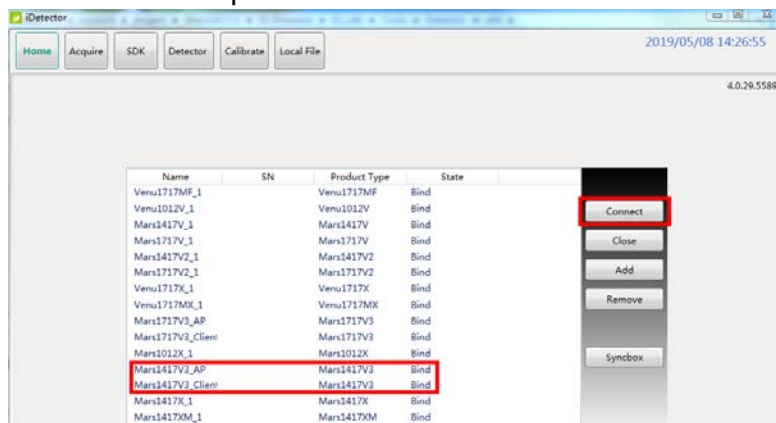 iDetector
Home Acquire SDK Detector Calibrate Local File
2019/05/08 14:26:55
4.0.29.5589
Name SN Product Type State
Venu1717MF_1 Venu1717MF Bind
Venu1012V_1 Venu1012V Bind
Mars1417V_1 Mars1417V Bind
Mars1717V_1 Mars1717V Bind
Mars1417V2_1 Mars1417V2 Bind
Mars1717V2_1 Mars1717V2 Bind
Venu1717X_1 Venu1717X Bind
Venu1717MX_1 Venu1717MX Bind
Mars1717V3_AP Mars1717V3 Bind
Mars1717V3_Client Mars1717V3 Bind
Mars1012X_1 Mars1012X Bind
Mars1417V3_AP Mars1417V3 Bind
Mars1417V3_Client Mars1417V3 Bind
Mars1417X_1 Mars1417X Bind
Mars1417XM_1 Mars1417XM Bind
Connect
Close
Add
Remove
Syncbox